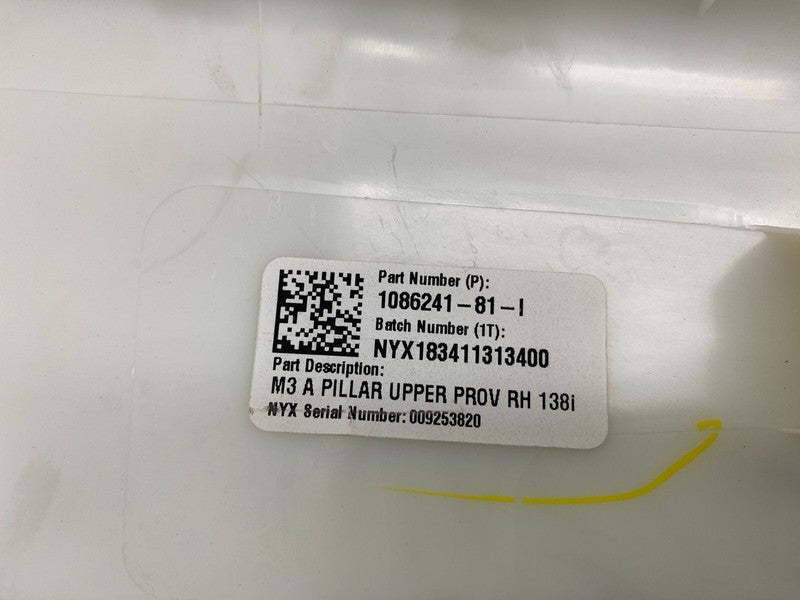 Part Number (P):
1086241-81-I
Batch Number (1T):
NYX183411313400
Part Description:
M3 A PILLAR UPPER PROV RH 138i
NYX Serial Number: 009253820